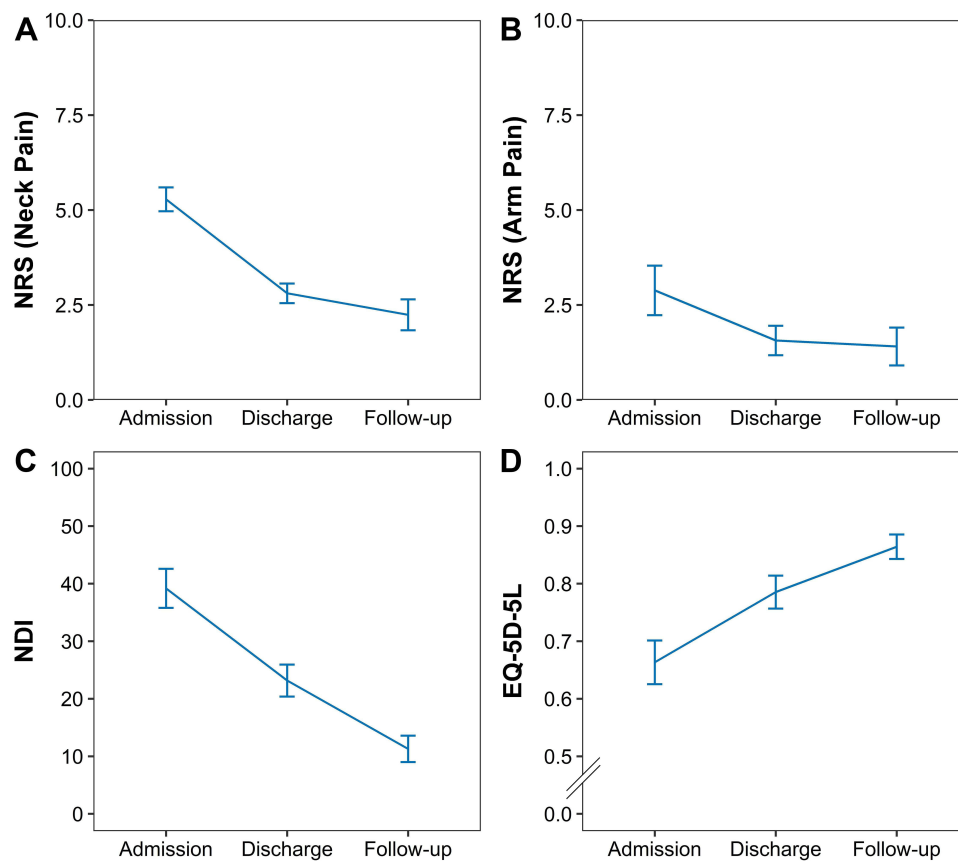 A
NRS (Neck Pain)
10.0
7.5
5.0
2.5
0.0
Admission Discharge Follow-up
B
NRS (Arm Pain)
10.0
7.5
5.0
2.5
0.0
Admission Discharge Follow-up
C
NDI
100
50
40
30
20
10
0
Admission Discharge Follow-up
D
EQ-5D-5L
1.0
0.9
0.8
0.7
0.6
0.5
0.0
Admission Discharge Follow-up